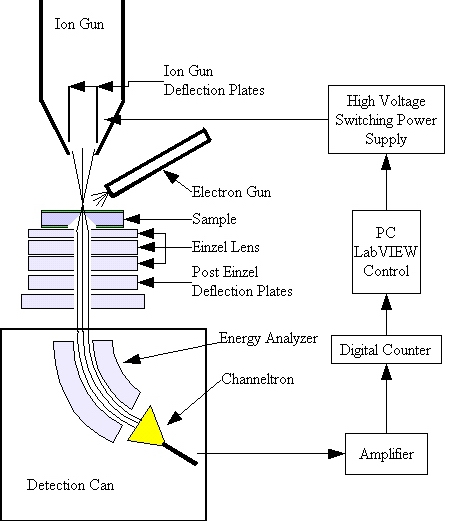 Ion Gun
Ion Gun
Deflection Plates
High Voltage
Switching Power
Supply
Electron Gun
Sample
Einzel Lens
Post Einzel
Deflection Plates
PC
LabVIEW
Control
Energy Analyzer
Digital Counter
Channeltron
Amplifier
Detection Can